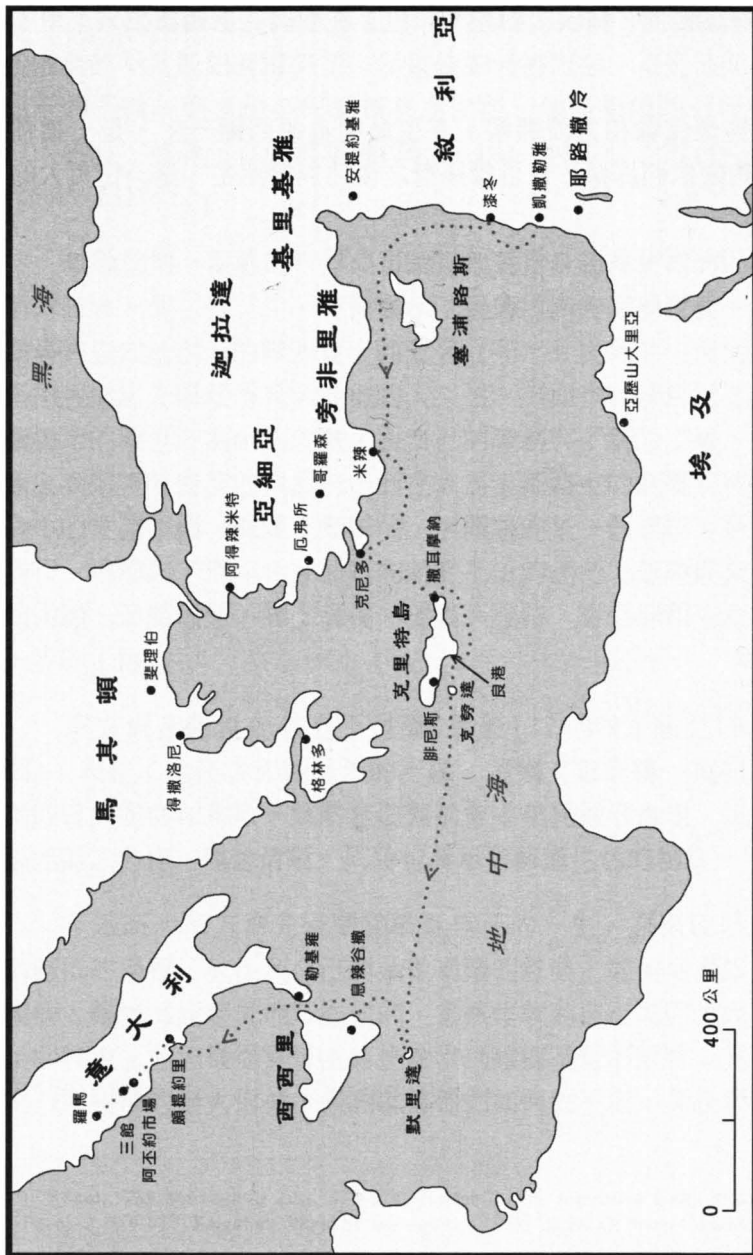 黑海
羅馬
三館
阿丕約市場
頗提約里
意大利
馬其頓
斐理伯
得撒洛尼
阿得辣米特
迦拉達
亞細亞
厄弗所
哥羅森
旁非里雅
基里基雅
安提約基雅
敘利亞
西西里
勒基雍
息辣谷撒
格林多
克尼多
米辣
默里達
克里特島
撒耳摩納
腓尼斯
克勞達
良港
塞浦路斯
漆冬
凱撒勒雅
耶路撒冷
地中海
亞歷山大里亞
埃及
0
400 公里